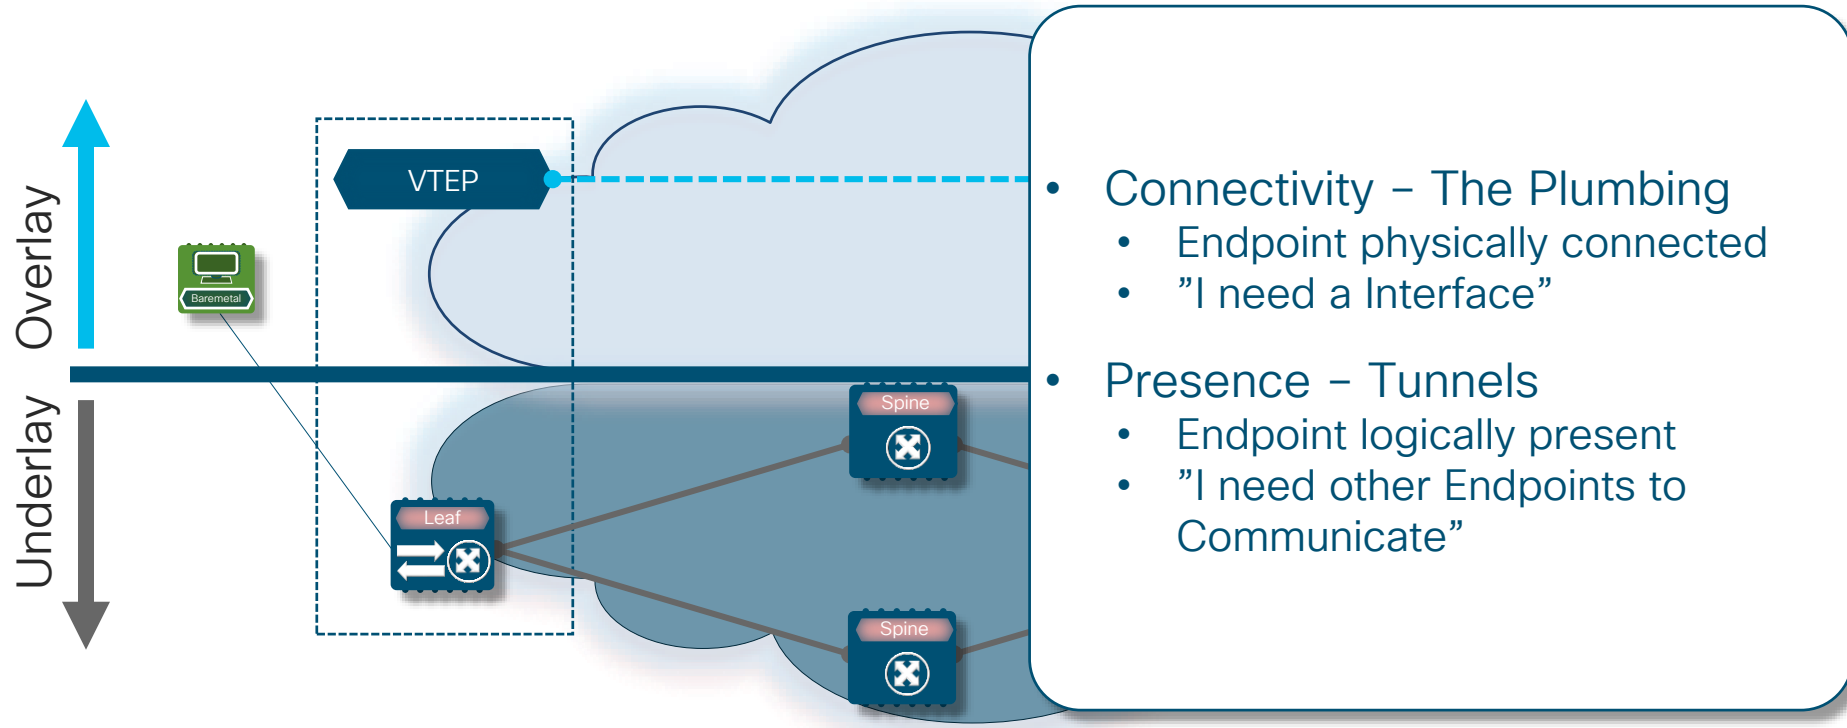 Overlay
Underlay
VTEP
Baremetal
Leaf
Spine
Spine
• Connectivity – The Plumbing
• Endpoint physically connected
• ”I need a Interface”
• Presence – Tunnels
• Endpoint logically present
• ”I need other Endpoints to
Communicate”